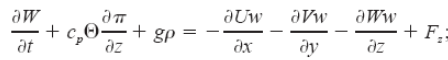 ∂W/∂t + c_pΘ ∂π/∂z + gρ = − ∂Uw/∂x − ∂Vw/∂y − ∂Ww/∂z + F_z;